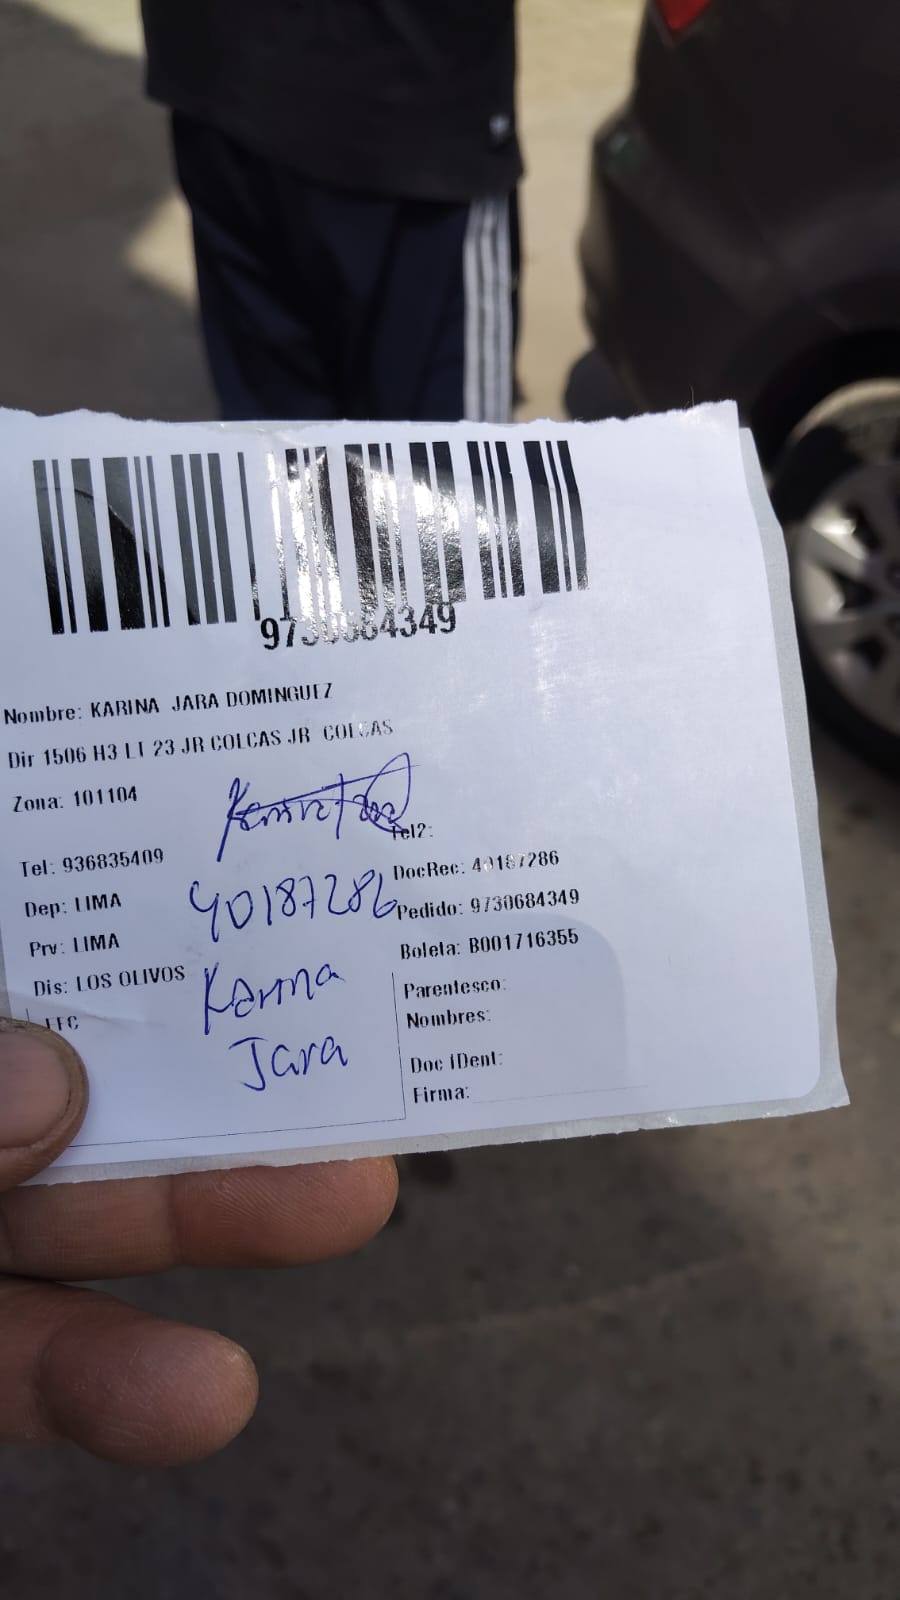 9730684349
Nombre: KARINA JARA DOMINGUEZ
Dir 1506 H3 LT 23 JR COLCAS JR COLCAS
Zona: 101104
Tel2:
Tel: 936835409
DocRec: 40187286
40187286
Dep: LIMA
Pedido: 9730684349
Prv: LIMA
Boleta: B001716355
Dis: LOS OLIVOS
Karina
Jara
Parentesco:
Nombres:
Doc IDent:
Firma: